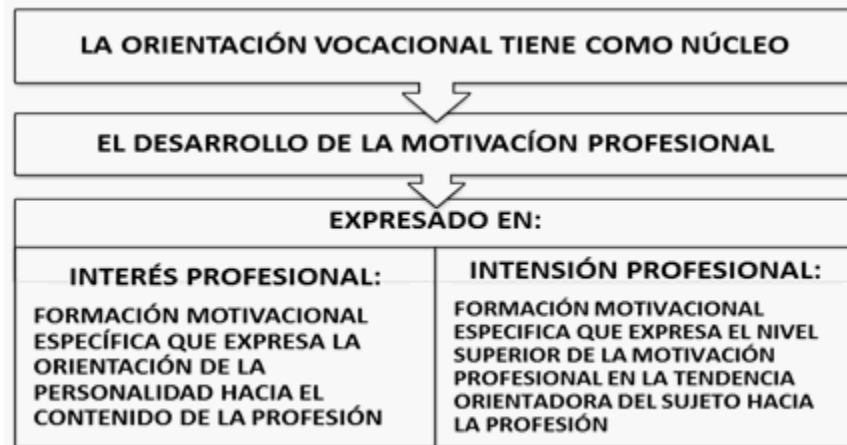 LA ORIENTACIÓN VOCACIONAL TIENE COMO NÚCLEO
EL DESARROLLO DE LA MOTIVACÍON PROFESIONAL
EXPRESADO EN:
INTERÉS PROFESIONAL:
FORMACIÓN MOTIVACIONAL
ESPECÍFICA QUE EXPRESA LA
ORIENTACIÓN DE LA
PERSONALIDAD HACIA EL
CONTENIDO DE LA PROFESIÓN
INTENSIÓN PROFESIONAL:
FORMACIÓN MOTIVACIONAL
ESPECIFICA QUE EXPRESA EL NIVEL
SUPERIOR DE LA MOTIVACIÓN
PROFESIONAL EN LA TENDENCIA
ORIENTADORA DEL SUJETO HACIA
LA PROFESIÓN